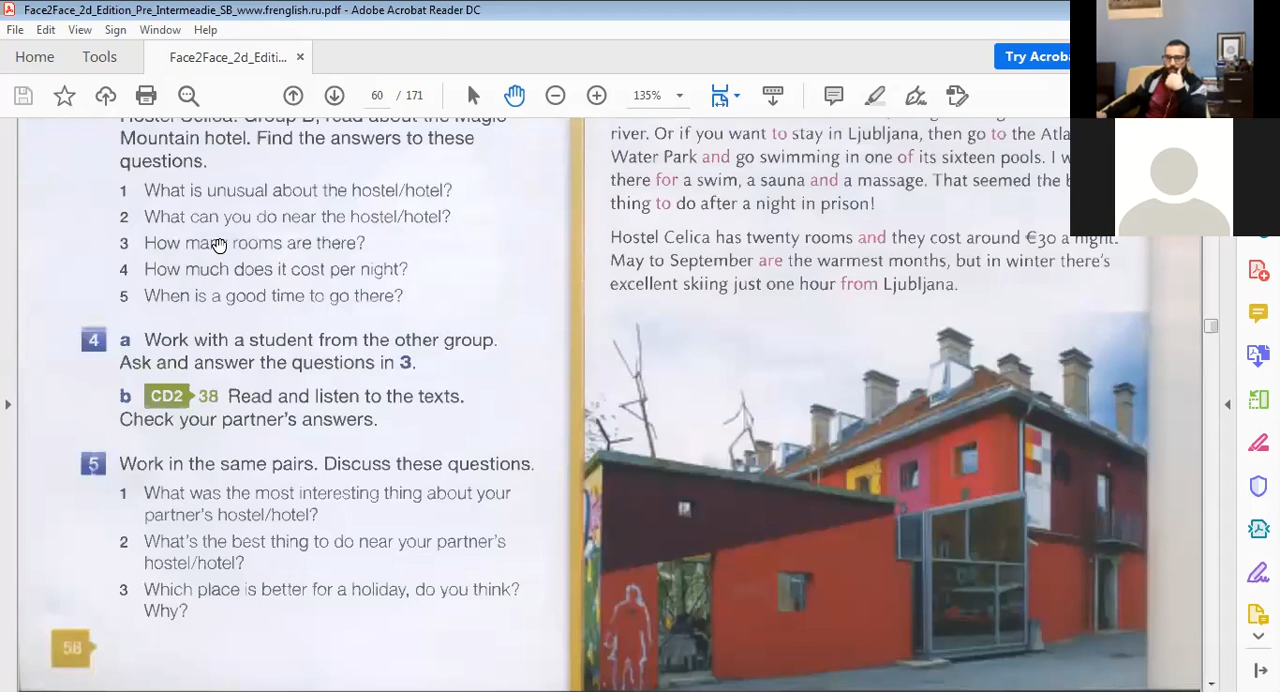 Face2Face_2d_Edition_Pre_Intermeadie_SB_www.frenglish.ru.pdf - Adobe Acrobat Reader DC
File Edit View Sign Window Help
Home Tools Face2Face_2d_Editi... ×
Try Acroba
60 / 171
135%
Mountain hotel. Find the answers to these
questions.
1 What is unusual about the hostel/hotel?
2 What can you do near the hostel/hotel?
3 How many rooms are there?
4 How much does it cost per night?
5 When is a good time to go there?
4 a Work with a student from the other group.
Ask and answer the questions in 3.
b CD2 38 Read and listen to the texts.
Check your partner's answers.
5 Work in the same pairs. Discuss these questions.
1 What was the most interesting thing about your
partner's hostel/hotel?
2 What's the best thing to do near your partner's
hostel/hotel?
3 Which place is better for a holiday, do you think?
Why?
58
river. Or if you want to stay in Ljubljana, then go to the Atla
Water Park and go swimming in one of its sixteen pools. I w
there for a swim, a sauna and a massage. That seemed the b
thing to do after a night in prison!
Hostel Celica has twenty rooms and they cost around €30 a night.
May to September are the warmest months, but in winter there's
excellent skiing just one hour from Ljubljana.